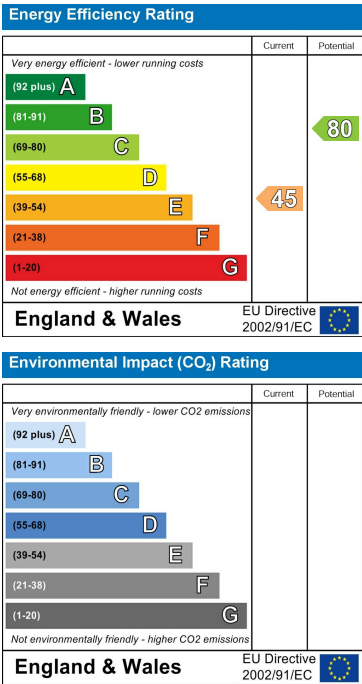 Energy Efficiency Rating
Current Potential
Very energy efficient - lower running costs
(92 plus) A
(81-91) B
(69-80) C
(55-68) D
(39-54) E
(21-38) F
(1-20) G
45
80
Not energy efficient - higher running costs
England & Wales
EU Directive
2002/91/EC
Environmental Impact (CO₂) Rating
Current Potential
Very environmentally friendly - lower CO2 emissions
(92 plus) A
(81-91) B
(69-80) C
(55-68) D
(39-54) E
(21-38) F
(1-20) G
Not environmentally friendly - higher CO2 emissions
England & Wales
EU Directive
2002/91/EC